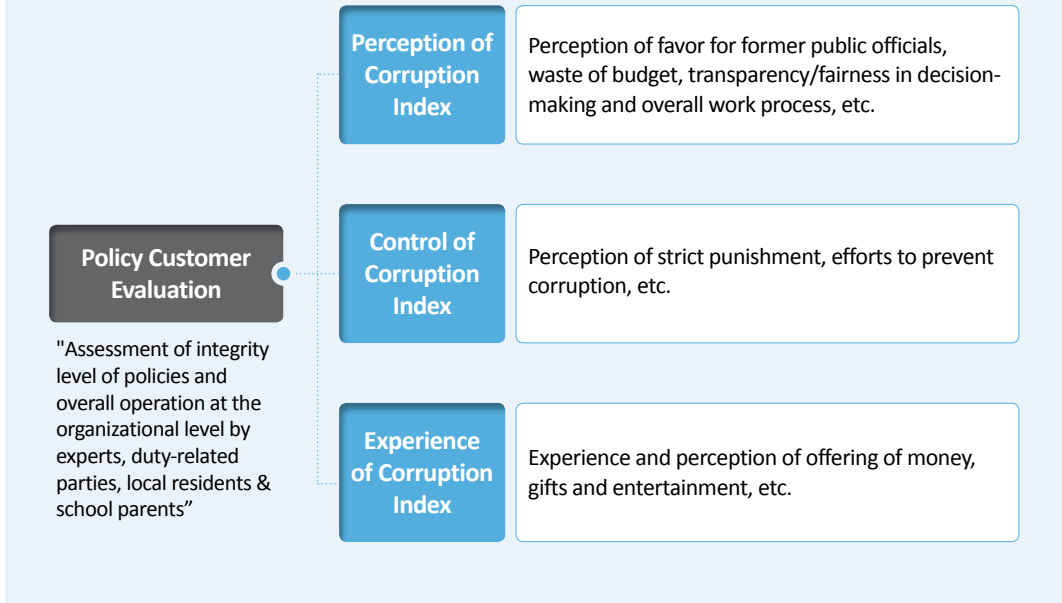 Perception of
Corruption
Index
Perception of favor for former public officials,
waste of budget, transparency/fairness in decision-
making and overall work process, etc.
Policy Customer
Evaluation
"Assessment of integrity
level of policies and
overall operation at the
organizational level by
experts, duty-related
parties, local residents &
school parents”
Control of
Corruption
Index
Perception of strict punishment, efforts to prevent
corruption, etc.
Experience
of Corruption
Index
Experience and perception of offering of money,
gifts and entertainment, etc.